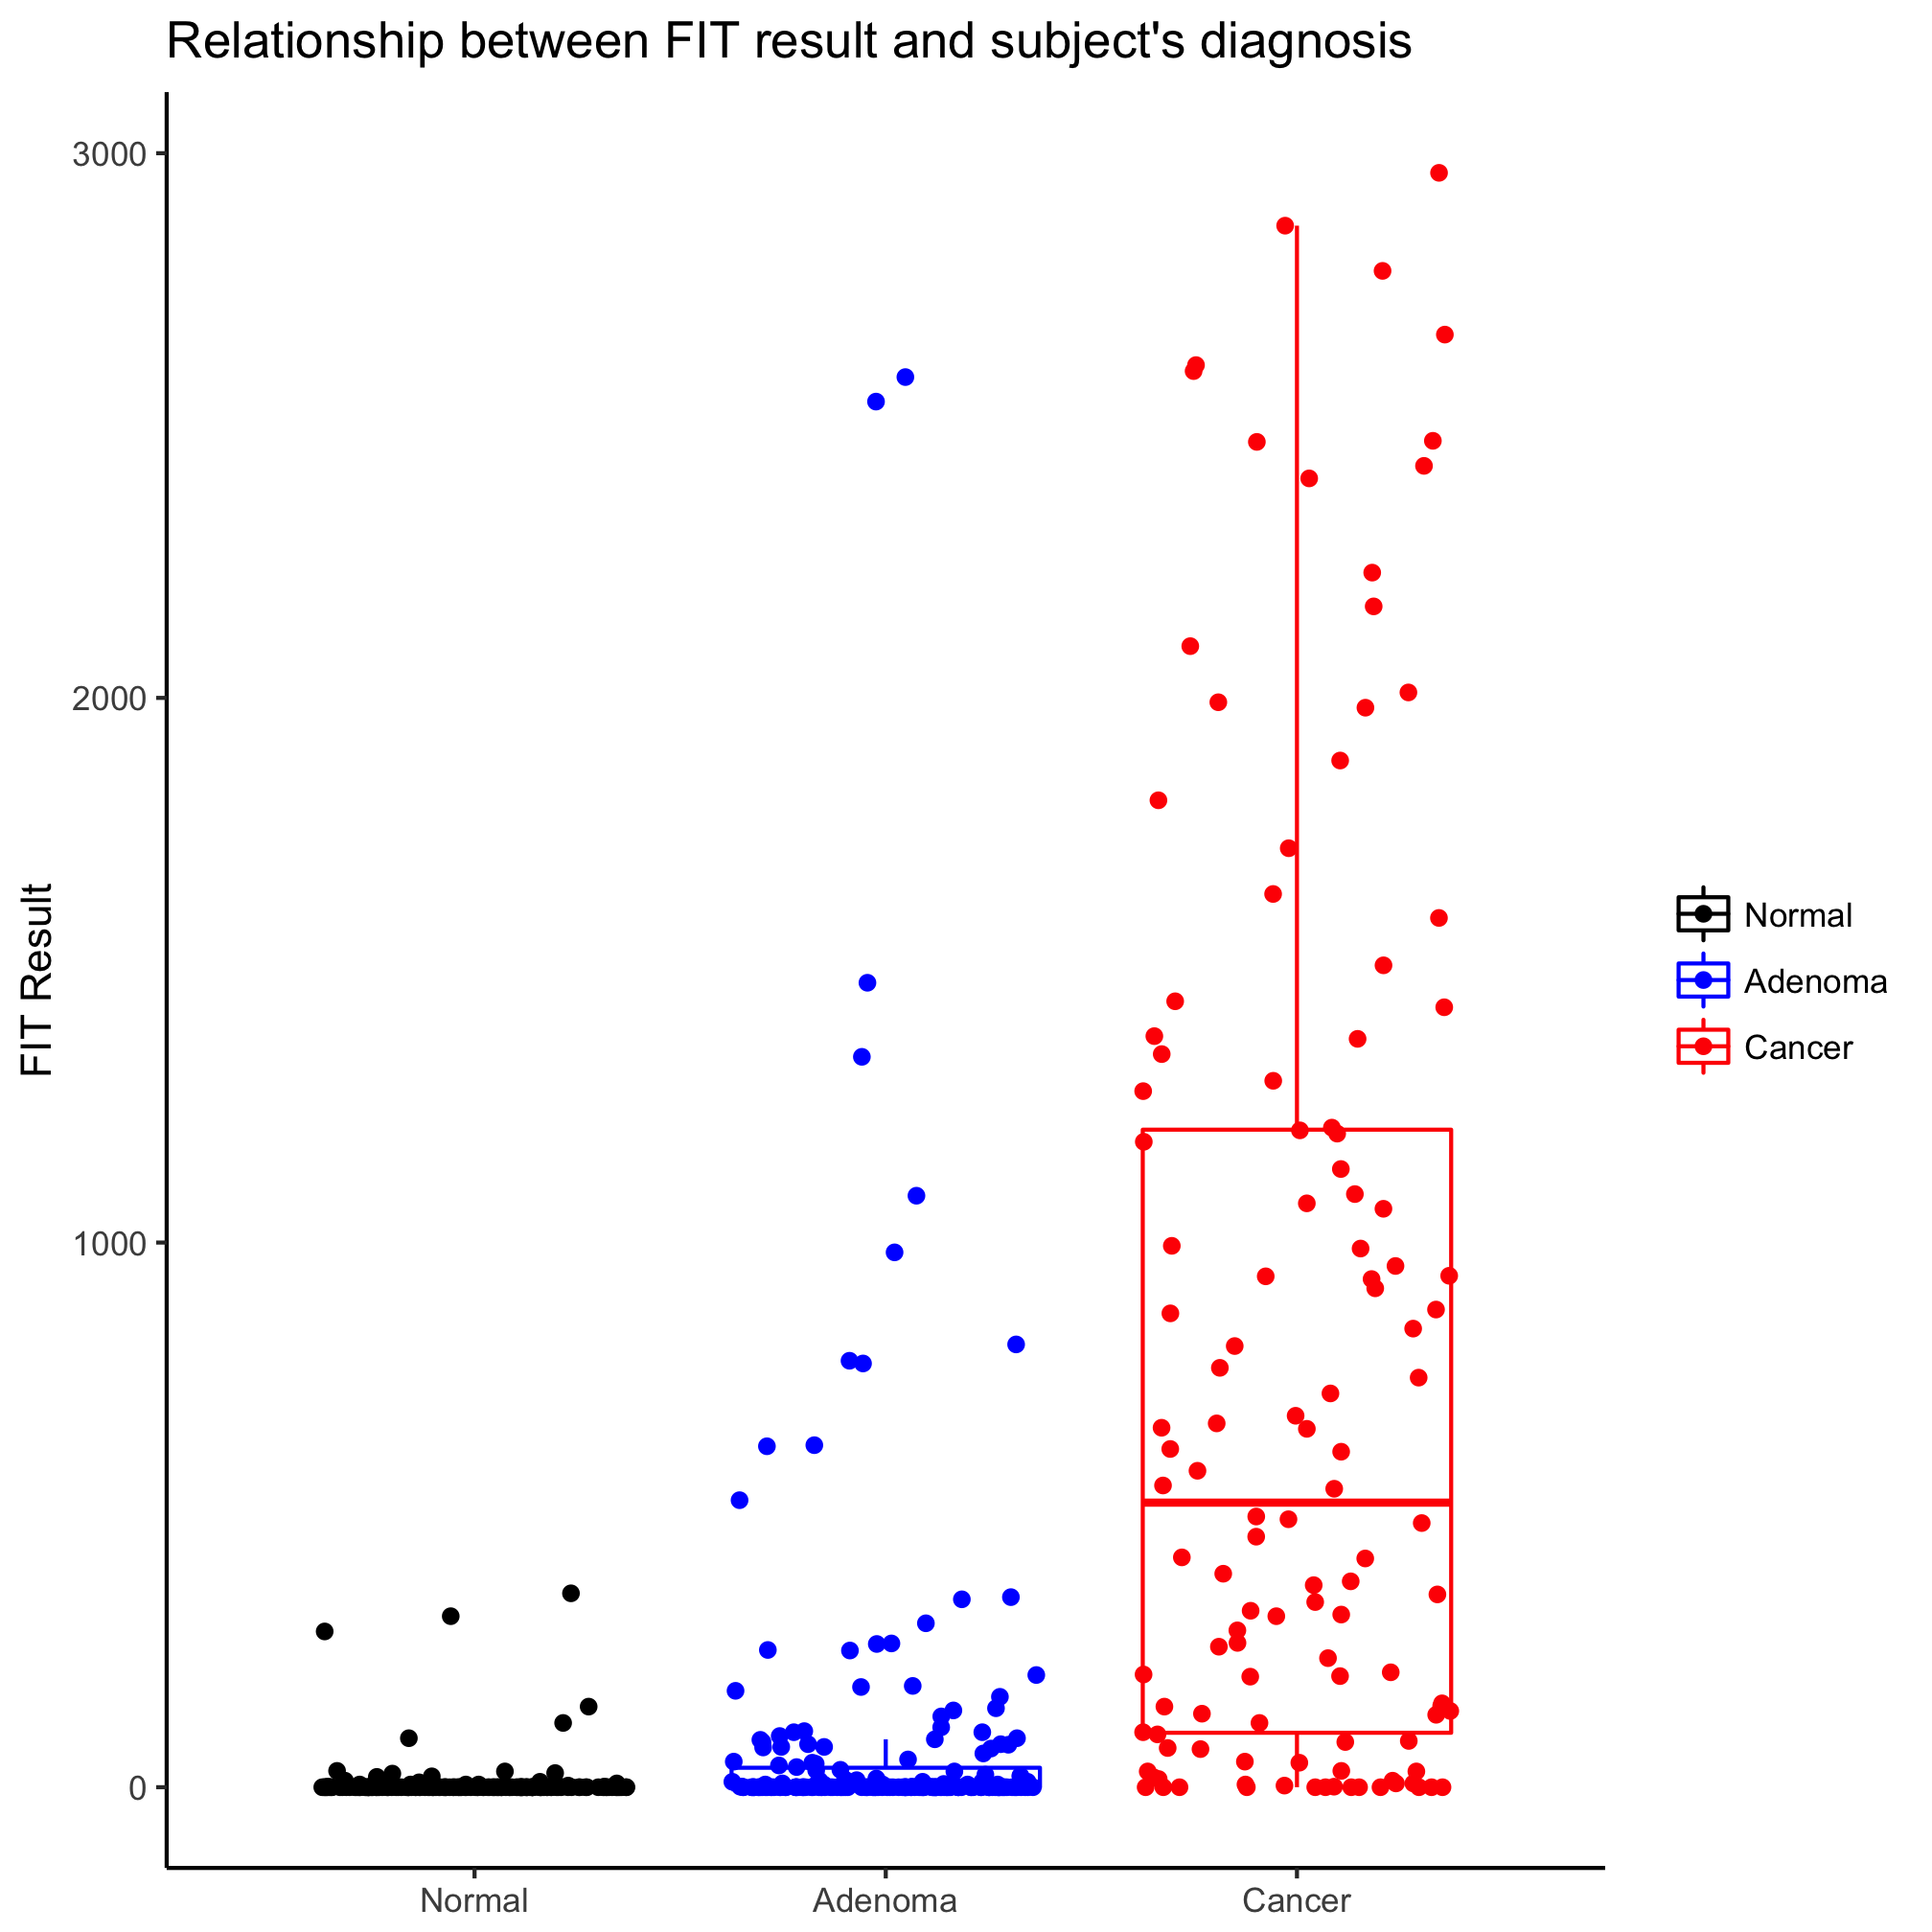 Relationship between FIT result and subject's diagnosis
3000
2000
1000
0
FIT Result
Normal
Adenoma
Cancer
Normal
Adenoma
Cancer